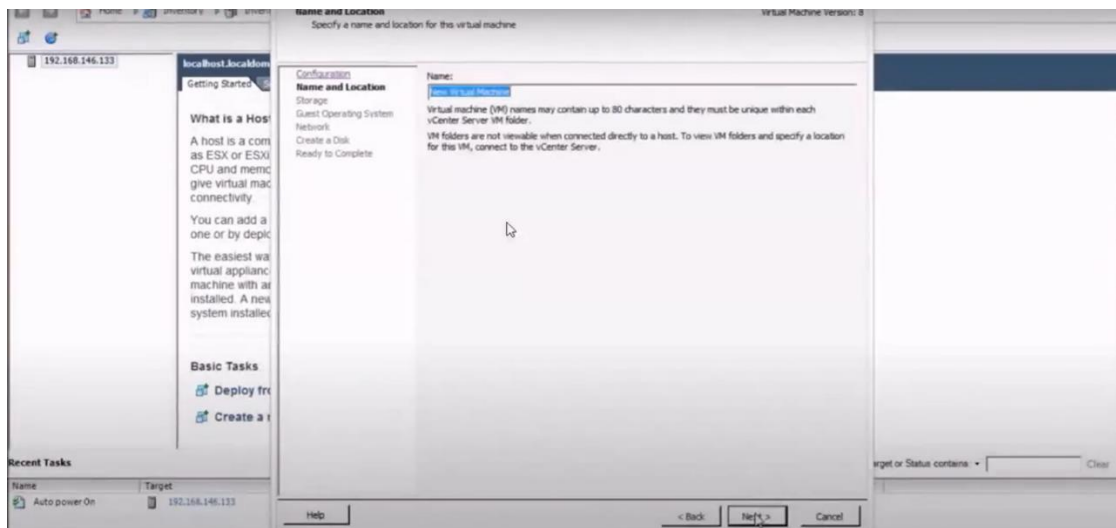 Home
Inventory
Name and Location
Specify a name and location for this virtual machine
Virtual Machine Version: 8
192.168.146.133
localhost.localdom
Getting Started
What is a Hos
A host is a com
as ESX or ESXi
CPU and memo
give virtual mac
connectivity.
You can add a
one or by deplo
The easiest wa
virtual applianc
machine with an
installed. A new
system installed
Basic Tasks
Deploy fro
Create a
Configuration
Name and Location
Storage
Guest Operating System
Network
Create a Disk
Ready to Complete
Name:
New Virtual Machine
Virtual machine (VM) names may contain up to 80 characters and they must be unique within each
vCenter Server VM folder.
VM folders are not viewable when connected directly to a host. To view VM folders and specify a location
for this VM, connect to the vCenter Server.
Recent Tasks
arget or Status contains:
Clear
Name
Target
Auto power On
192.168.146.133
Help
< Back
Next >
Cancel